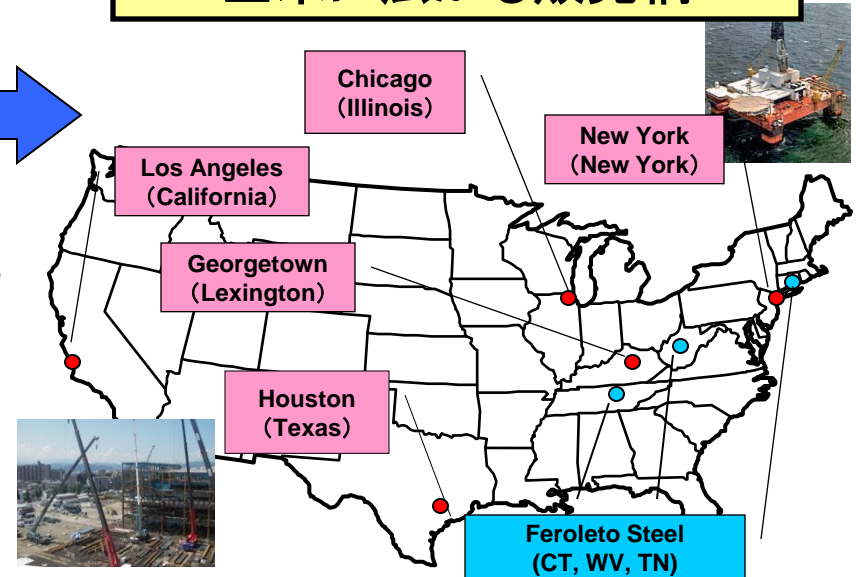 Chicago
（Illinois）
New York
（New York）
Los Angeles
（California）
Georgetown
（Lexington）
Houston
（Texas）
Feroleto Steel
(CT, WV, TN)